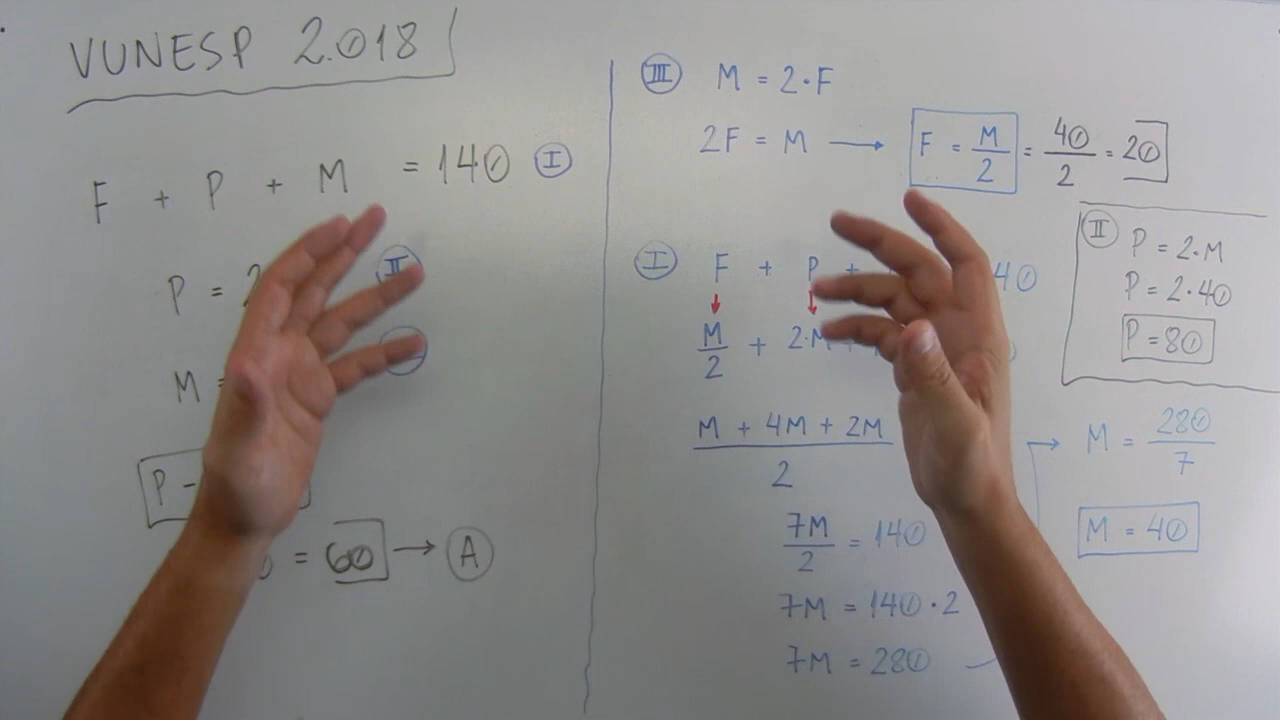 VUNESP 2.018
F + P + M = 140 I
P = 2 II
M =
P -
= 60 → A
III M = 2·F
2F = M → F = M/2 = 40/2 = 20
I F + P + 40
M/2 + 2·M +
M + 4M + 2M
2
7M/2 = 140
7M = 140·2
7M = 280
→ M = 280/7
M = 40
II P = 2·M
P = 2·40
P = 80